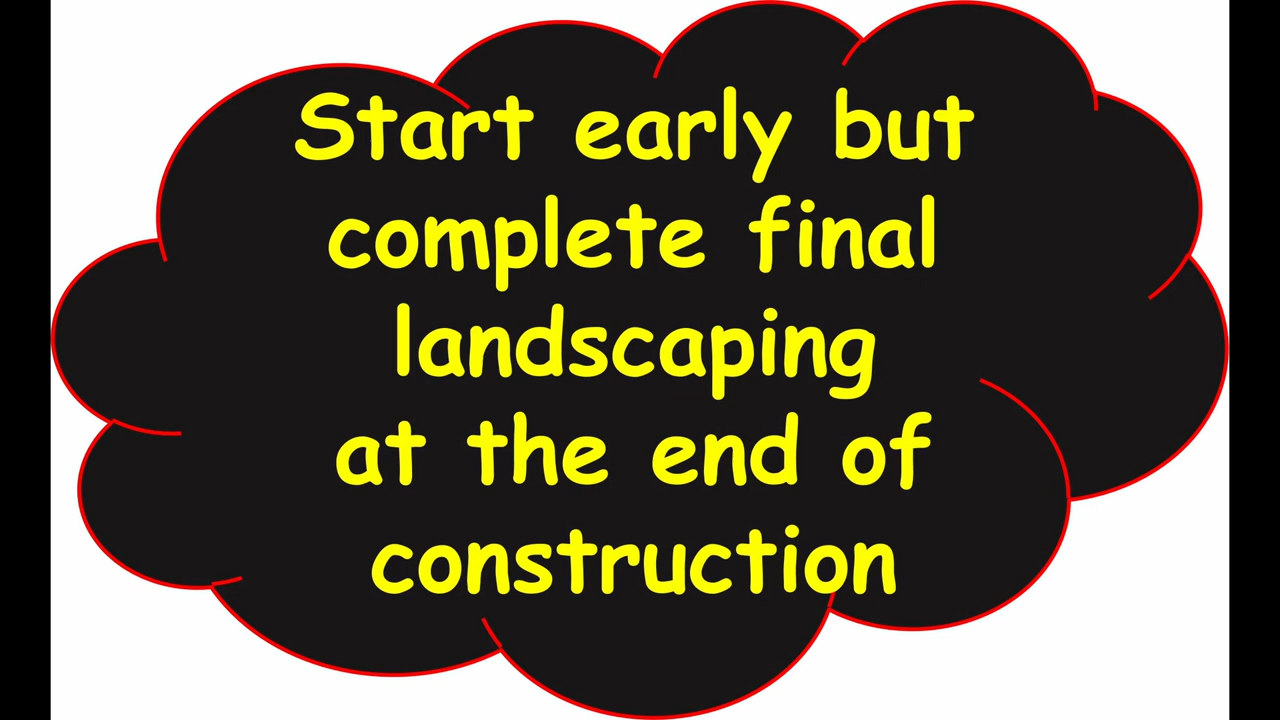 Start early but
complete final
landscaping
at the end of
construction